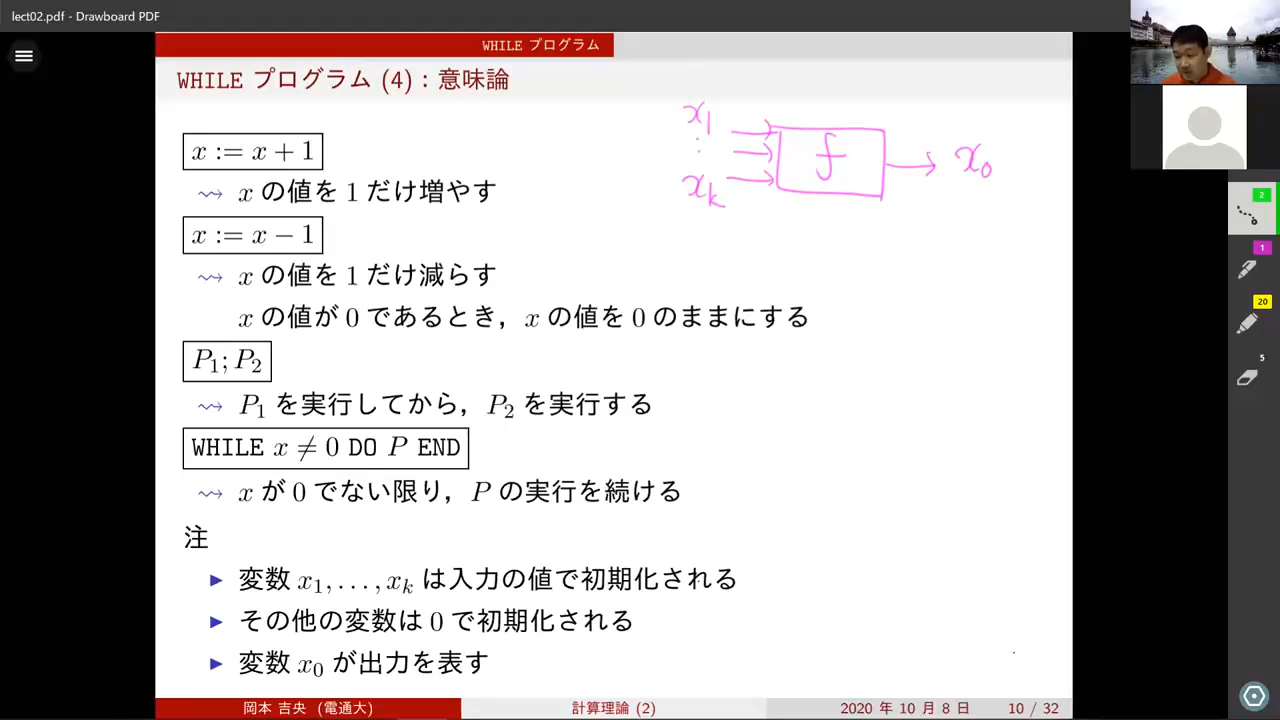 lect02.pdf - Drawboard PDF
WHILE プログラム
WHILE プログラム (4) : 意味論
x := x + 1
⇝ x の値を 1 だけ増やす
x := x − 1
⇝ x の値を 1 だけ減らす
x の値が 0 であるとき，x の値を 0 のままにする
P₁; P₂
⇝ P₁ を実行してから，P₂ を実行する
WHILE x ≠ 0 DO P END
⇝ x が 0 でない限り，P の実行を続ける
注
▶ 変数 x₁, . . . , xₖ は入力の値で初期化される
▶ その他の変数は 0 で初期化される
▶ 変数 x₀ が出力を表す
x₁
⋮
xₖ
f
x₀
岡本 吉央 (電通大)
計算理論 (2)
2020 年 10 月 8 日
10 / 32
2
1
20
5